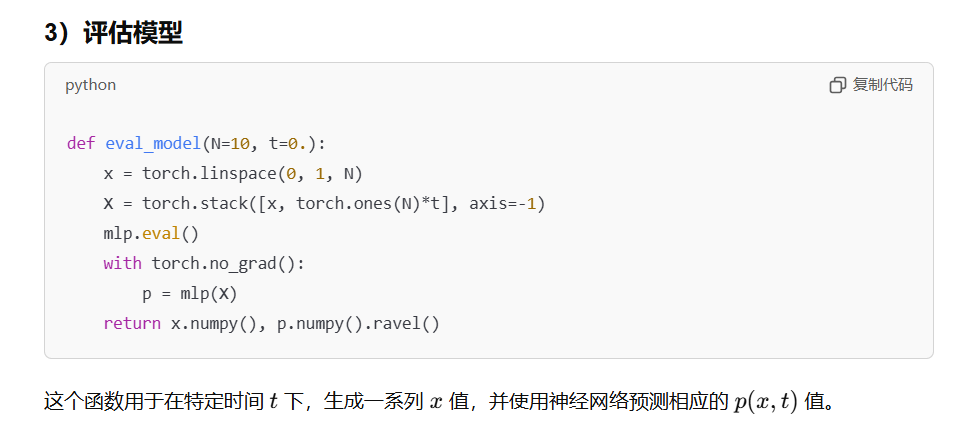 3）评估模型
python
复制代码
def eval_model(N=10, t=0.):
    x = torch.linspace(0, 1, N)
    X = torch.stack([x, torch.ones(N)*t], axis=-1)
    mlp.eval()
    with torch.no_grad():
        p = mlp(X)
    return x.numpy(), p.numpy().ravel()
这个函数用于在特定时间 t 下，生成一系列 x 值，并使用神经网络预测相应的 p(x, t) 值。